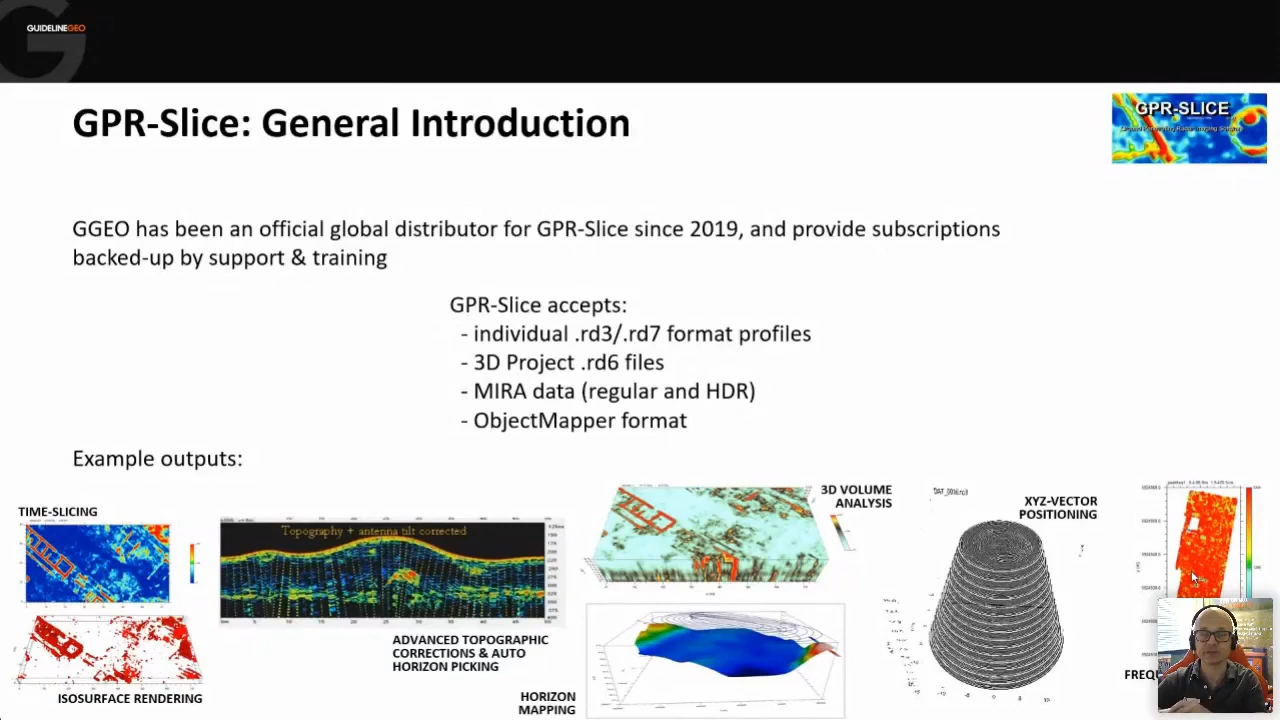 GUIDELINEGEO
GPR-Slice: General Introduction
GPR-SLICE
GGEO has been an official global distributor for GPR-Slice since 2019, and provide subscriptions
backed-up by support & training
GPR-Slice accepts:
- individual .rd3/.rd7 format profiles
- 3D Project .rd6 files
- MIRA data (regular and HDR)
- ObjectMapper format
Example outputs:
TIME-SLICING
Topography + antenna tilt corrected
3D VOLUME
ANALYSIS
XYZ-VECTOR
POSITIONING
ADVANCED TOPOGRAPHIC
CORRECTIONS & AUTO
HORIZON PICKING
ISOSURFACE RENDERING
HORIZON
MAPPING
FREQU